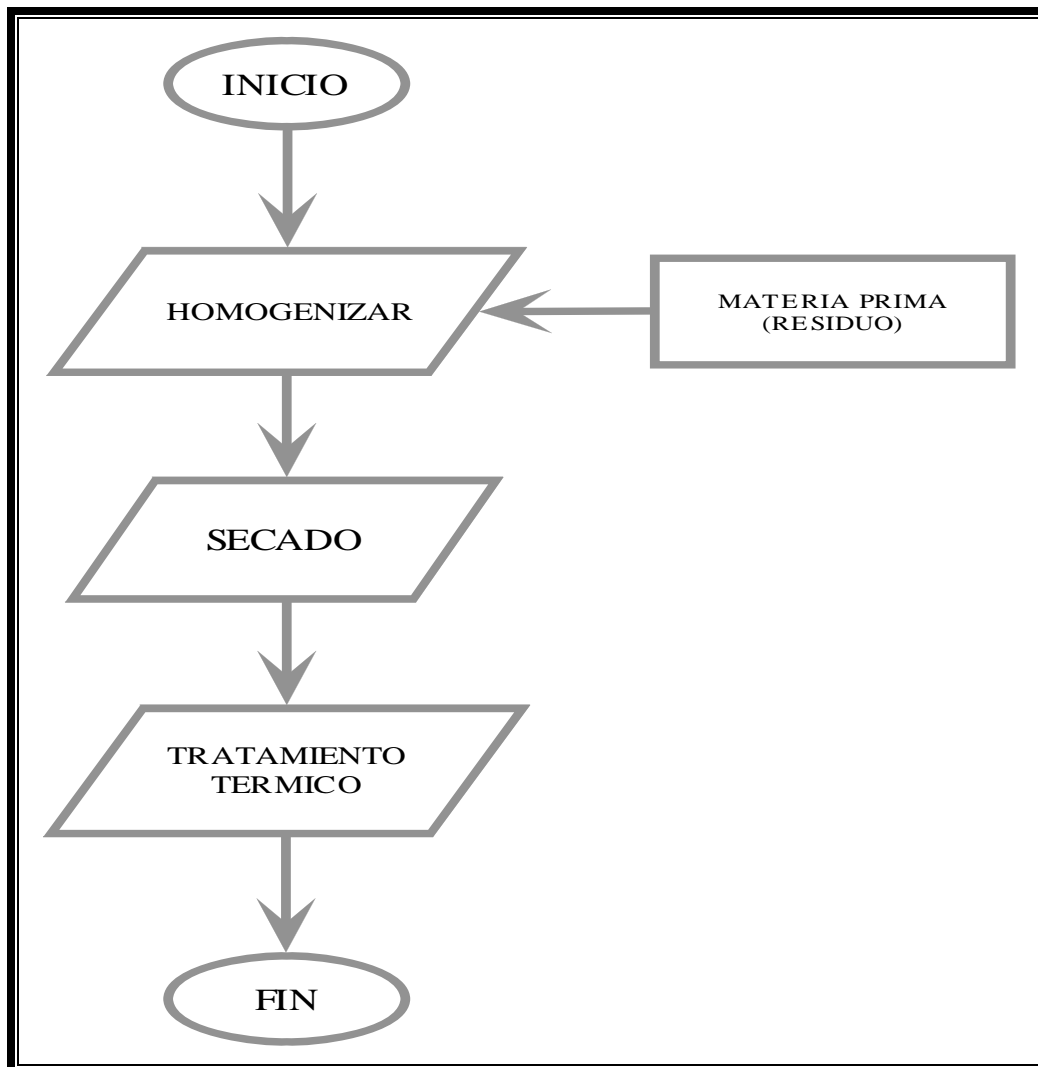 INICIO
HOMOGENIZAR
MATERIA PRIMA
(RESIDUO)
SECADO
TRATAMIENTO
TERMICO
FIN